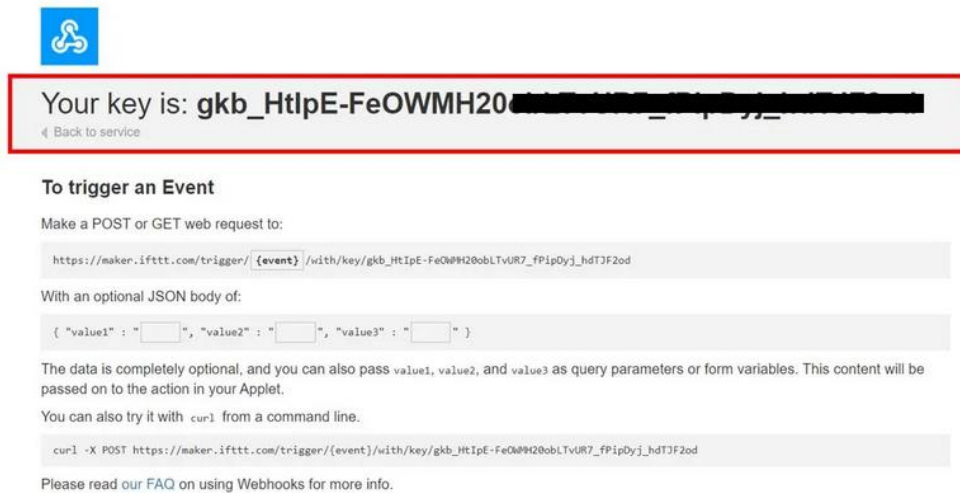 Your key is: gkb_HtIpE-FeOWMH20
Back to service
To trigger an Event
Make a POST or GET web request to:
https://maker.ifttt.com/trigger/ {event} /with/key/gkb_HtIpE-FeOWMH20obLTvUR7_fPipDyj_hdTJF2od
With an optional JSON body of:
{ "value1" : " ", "value2" : " ", "value3" : " " }
The data is completely optional, and you can also pass value1, value2, and value3 as query parameters or form variables. This content will be
passed on to the action in your Applet.
You can also try it with curl from a command line.
curl -X POST https://maker.ifttt.com/trigger/{event}/with/key/gkb_HtIpE-FeOWMH20obLTvUR7_fPipDyj_hdTJF2od
Please read our FAQ on using Webhooks for more info.